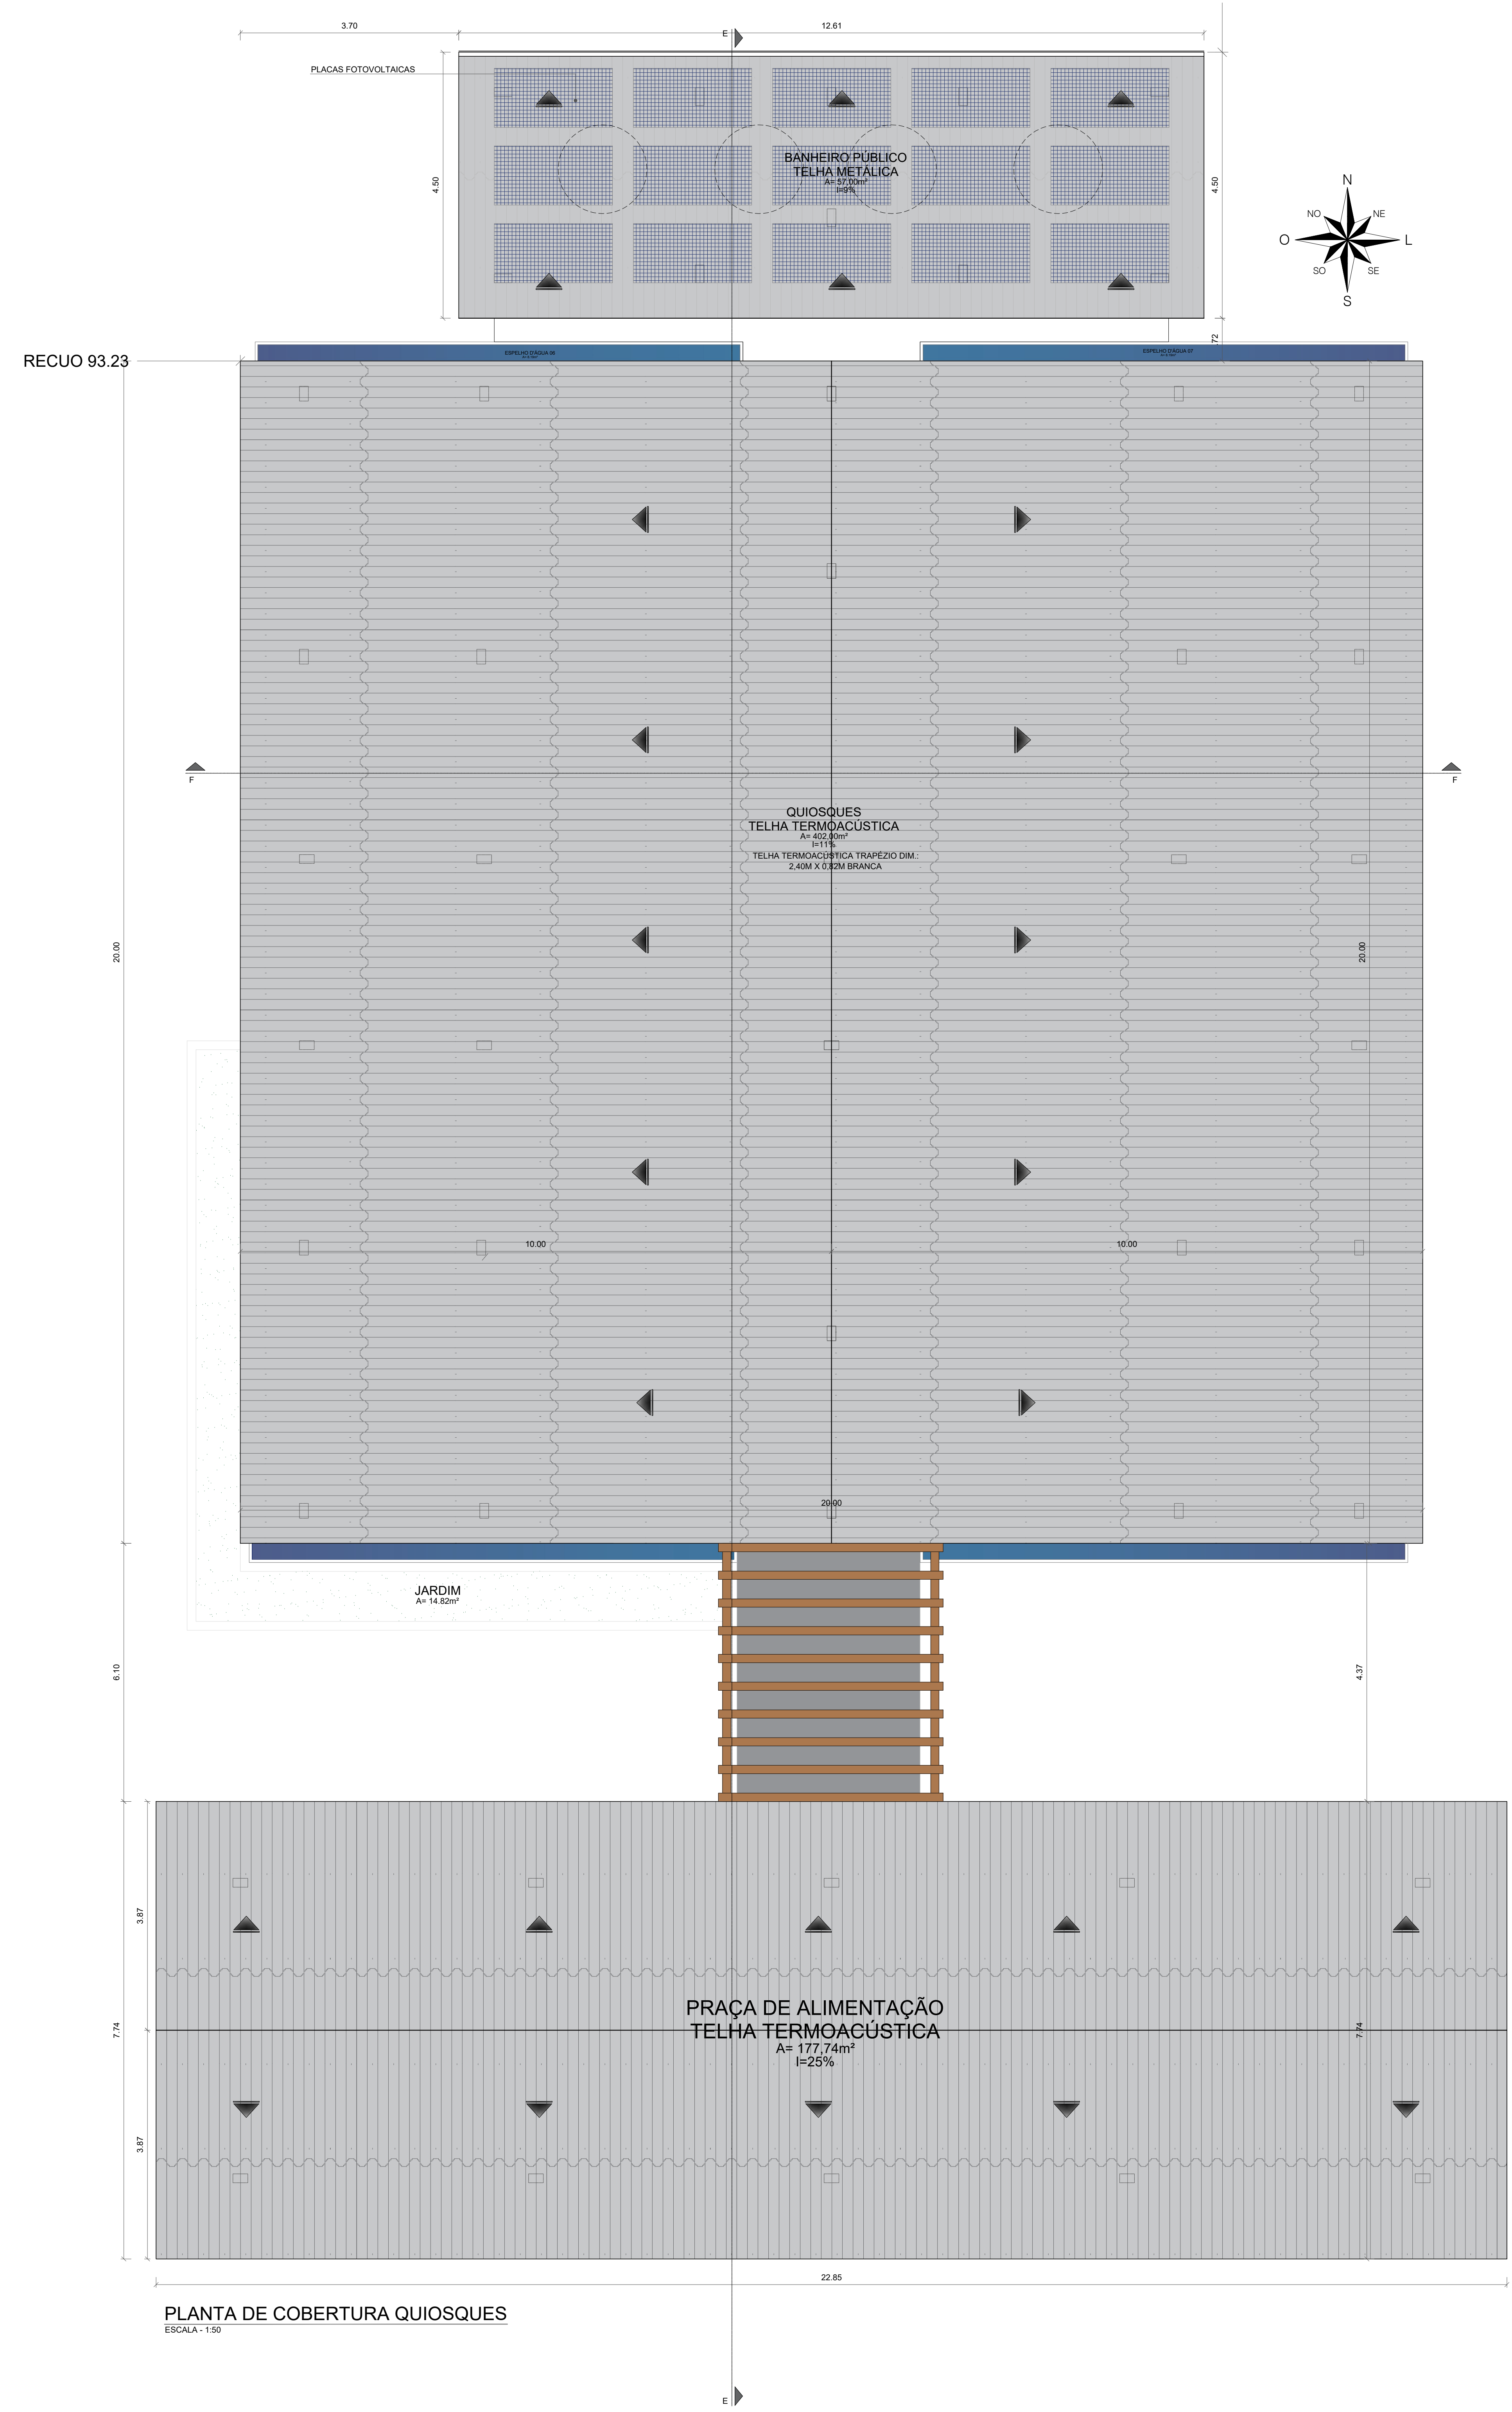 3.70
12.61
E
PLACAS FOTOVOLTAICAS
4.50
BANHEIRO PÚBLICO
TELHA METÁLICA
A= 57,00m²
I=9%
4.50
N
NO
NE
O
L
SO
SE
S
.72
ESPELHO D'ÁGUA 06
ESPELHO D'ÁGUA 07
RECUO 93.23
F
F
QUIOSQUES
TELHA TERMOACÚSTICA
A= 402,00m²
I=11%
TELHA TERMOACUSTICA TRAPÉZIO DIM.:
2,40M X 0,82M BRANCA
20.00
20.00
10.00
10.00
20.00
JARDIM
A= 14.82m²
6.10
4.37
3.87
7.74
3.87
PRAÇA DE ALIMENTAÇÃO
TELHA TERMOACÚSTICA
A= 177,74m²
I=25%
7.74
22.85
PLANTA DE COBERTURA QUIOSQUES
ESCALA - 1:50
E